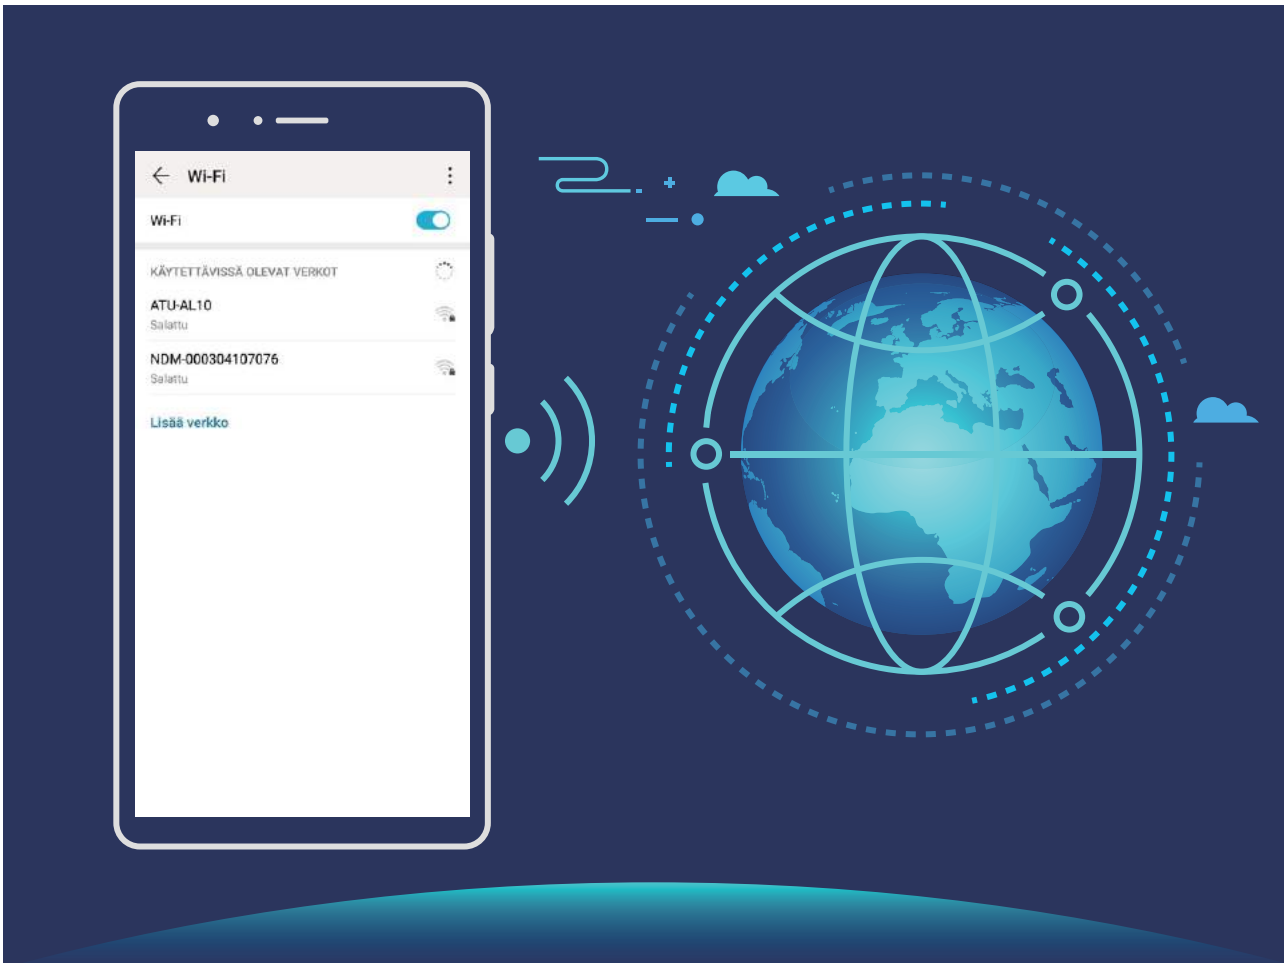 Wi-Fi
Wi-Fi
KÄYTETTÄVISSÄ OLEVAT VERKOT
ATU-AL10
Salattu
NDM-000304107076
Salattu
Lisää verkko